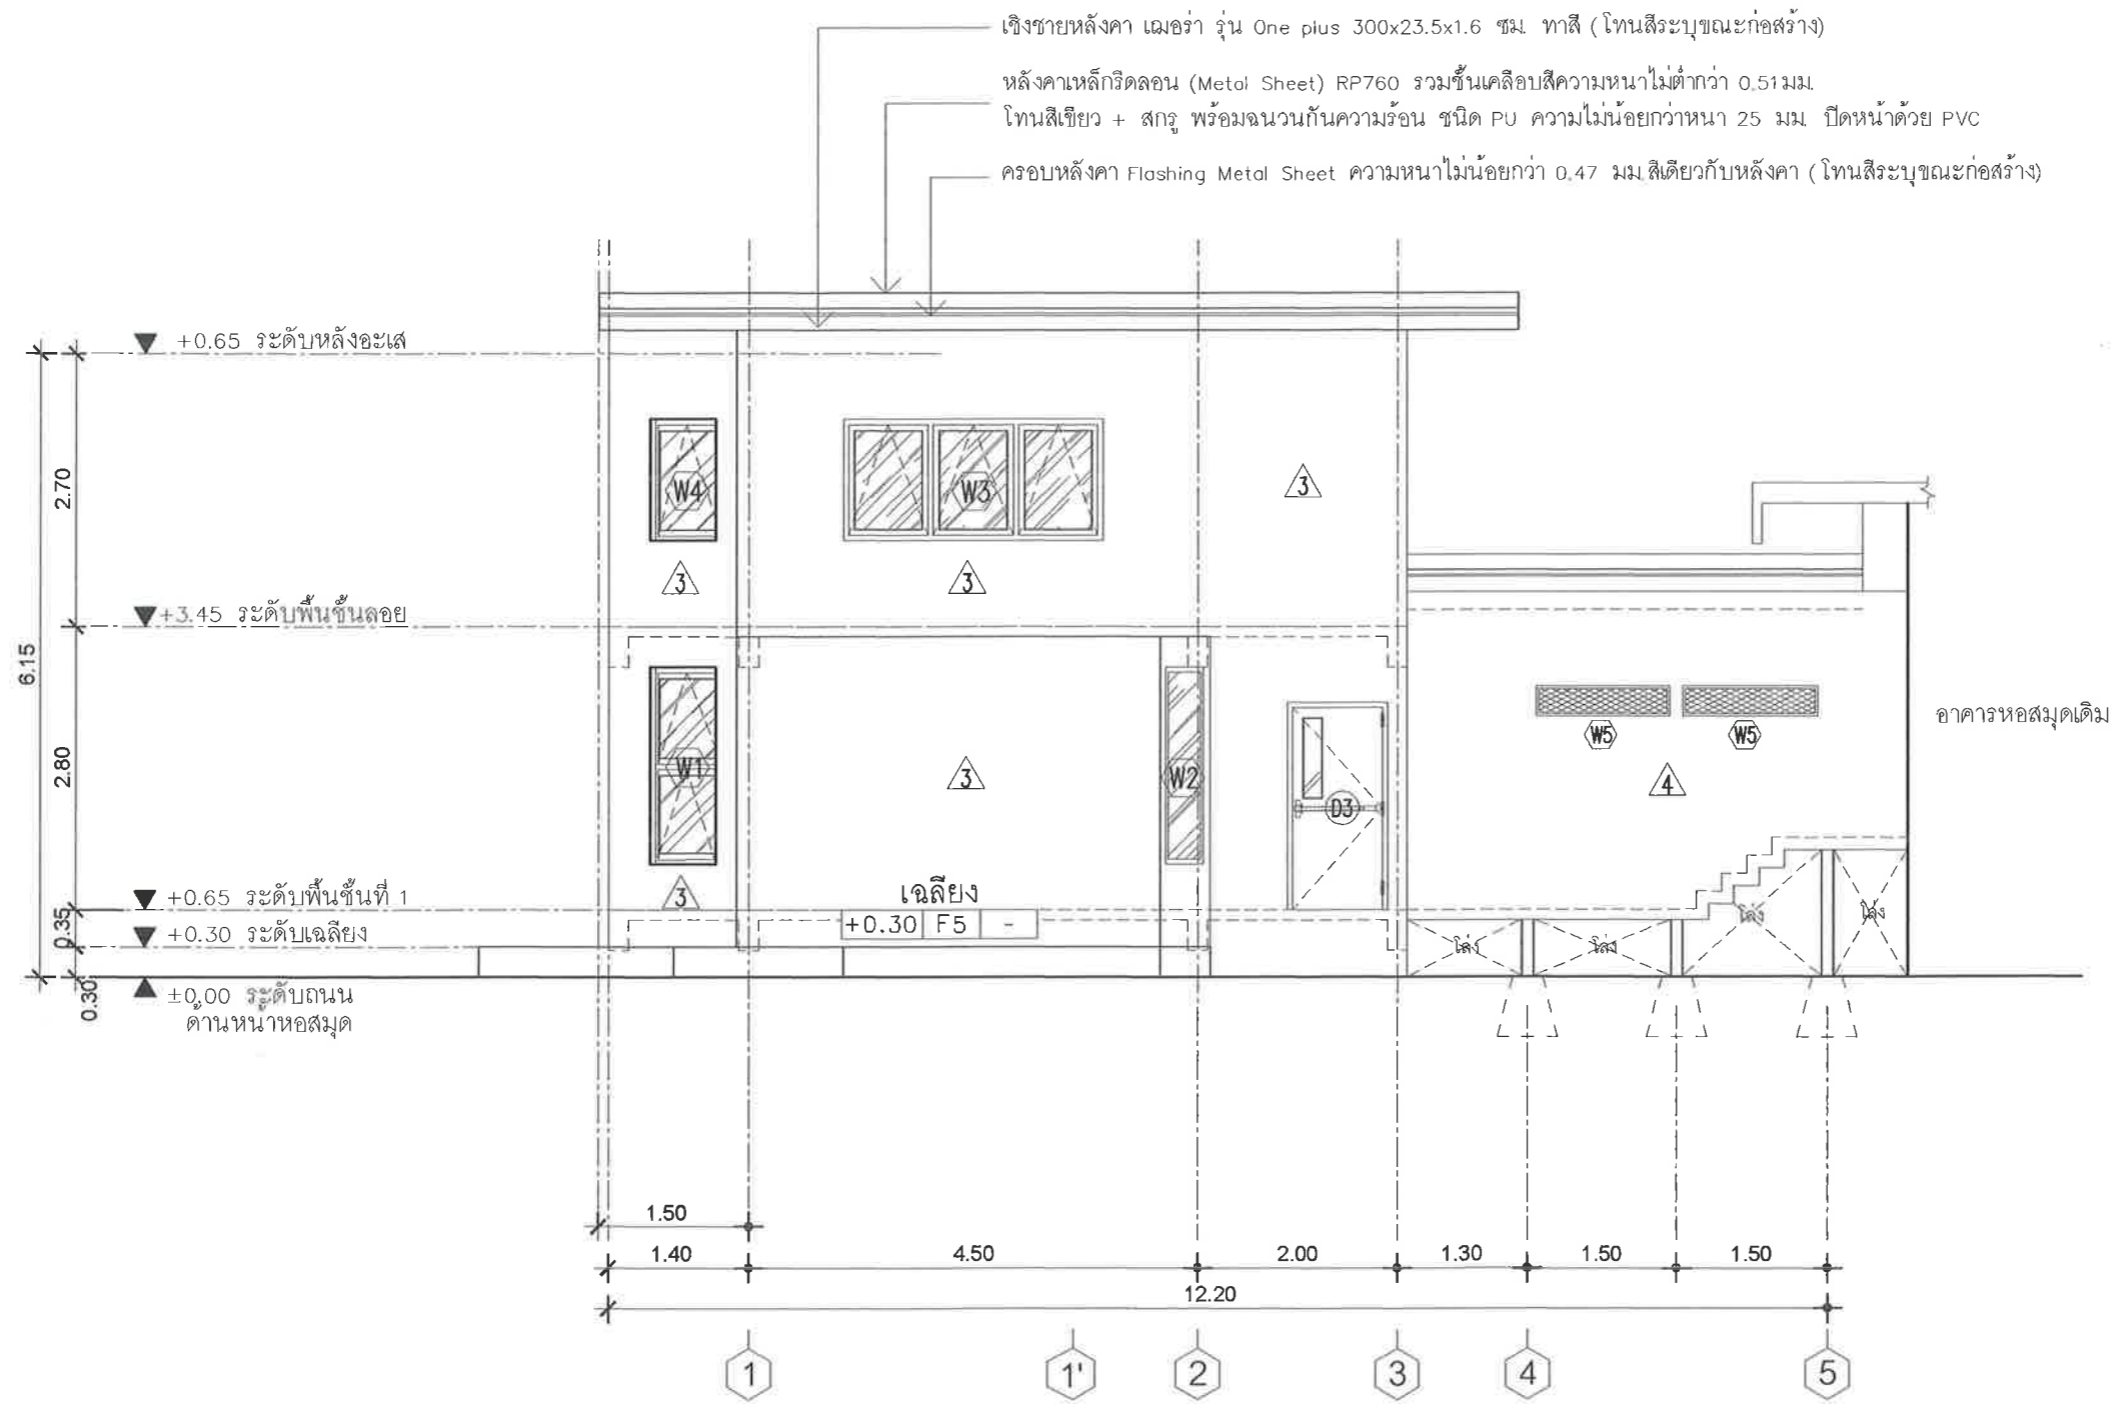 เชิงชายหลังคา เฌอร่า รุ่น One plus 300x23.5x1.6 ซม. ทาสี (โทนสีระบุขณะก่อสร้าง)
หลังคาเหล็กรีดลอน (Metal Sheet) RP760 รวมชั้นเคลือบสีความหนาไม่ต่ำกว่า 0.51มม.
โทนสีเขียว + สกรู พร้อมฉนวนกันความร้อน ชนิด PU ความไม่น้อยกว่าหนา 25 มม. ปิดหน้าด้วย PVC
ครอบหลังคา Flashing Metal Sheet ความหนาไม่น้อยกว่า 0.47 มม.สีเดียวกับหลังคา (โทนสีระบุขณะก่อสร้าง)
+0.65 ระดับหลังอะเส
2.70
W4
W3
3
3
3
+3.45 ระดับพื้นชั้นลอย
6.15
2.80
W1
3
W2
D3
W5
W5
4
อาคารหอสมุดเดิม
+0.65 ระดับพื้นชั้นที่ 1
3
เฉลียง
+0.30 F5 -
0.35
+0.30 ระดับเฉลียง
โล่ง
โล่ง
โล่ง
โล่ง
0.30
±0.00 ระดับถนน
ด้านหน้าหอสมุด
1.50
1.40 4.50 2.00 1.30 1.50 1.50
12.20
1 1' 2 3 4 5